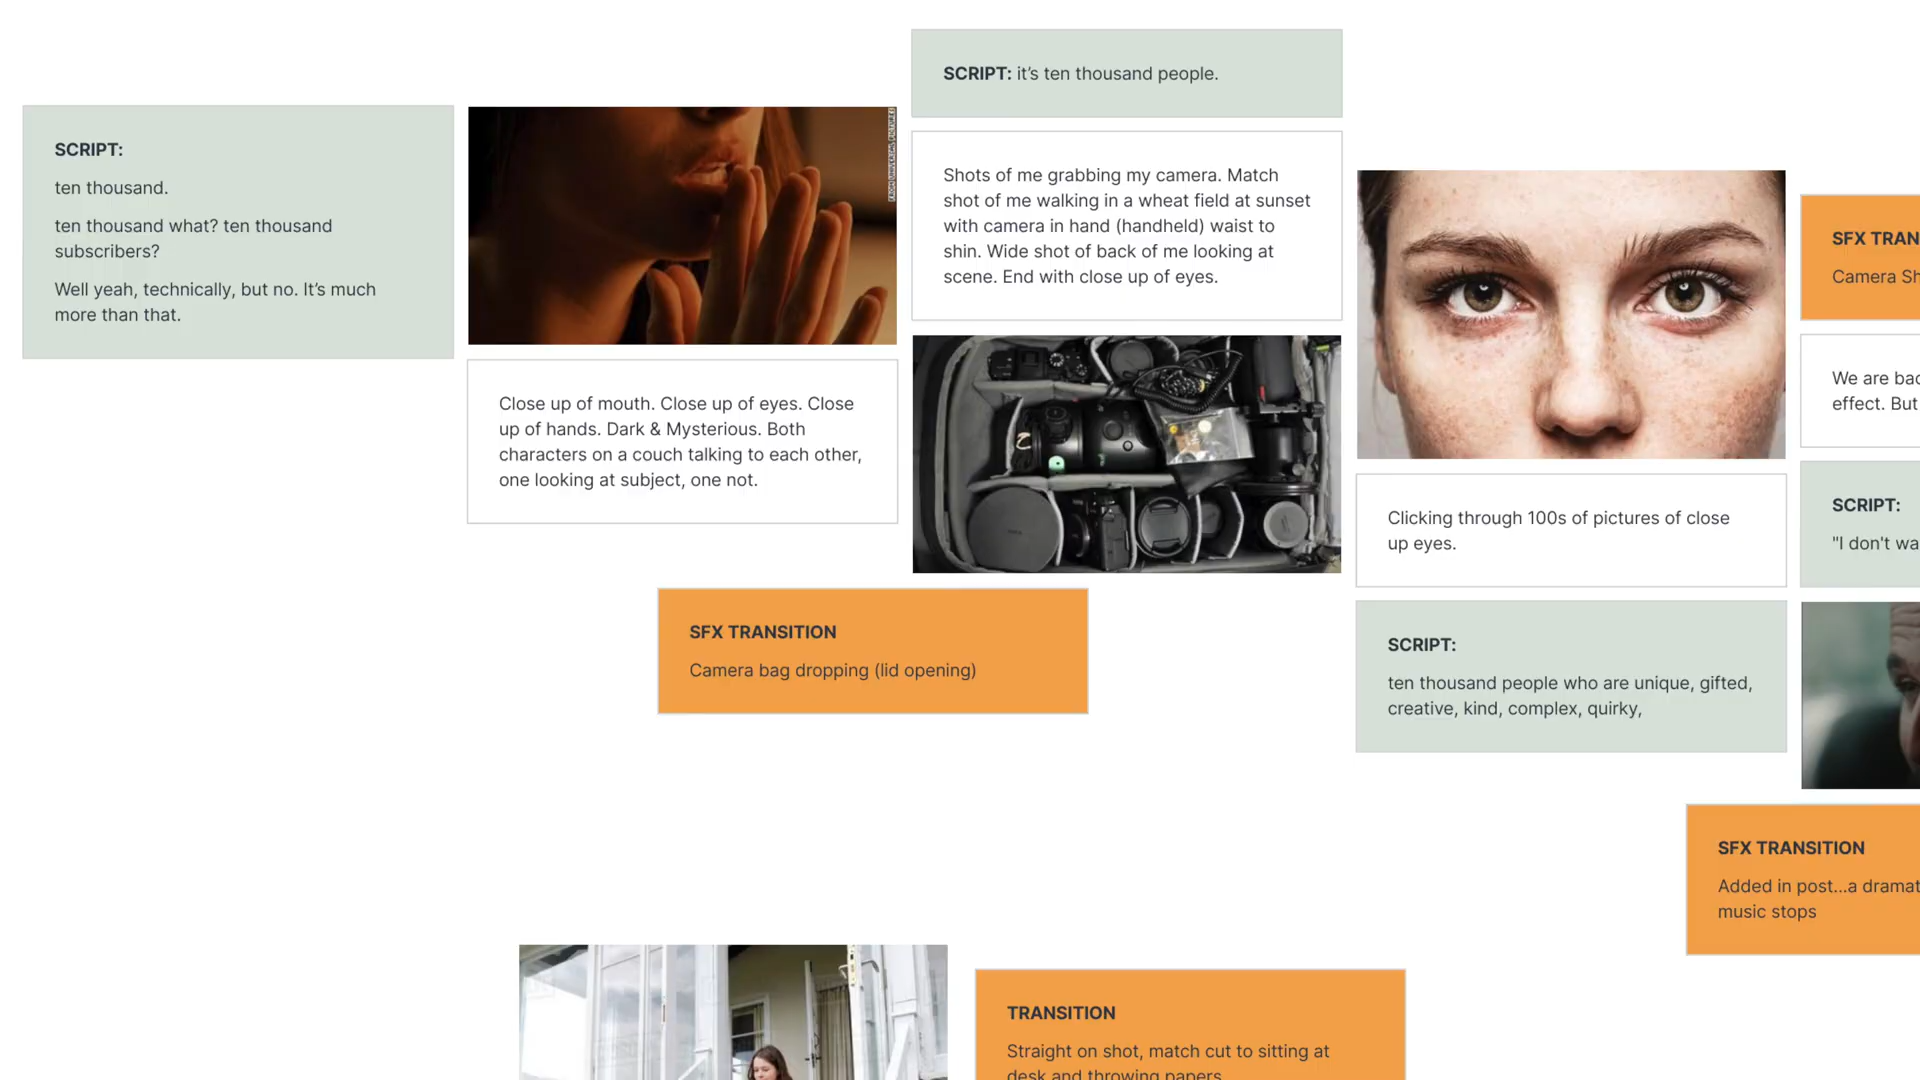 SCRIPT:
ten thousand.
ten thousand what? ten thousand
subscribers?
Well yeah, technically, but no. It’s much
more than that.
FROM UNIVERSAL PICTURES
Close up of mouth. Close up of eyes. Close
up of hands. Dark & Mysterious. Both
characters on a couch talking to each other,
one looking at subject, one not.
SFX TRANSITION
Camera bag dropping (lid opening)
SCRIPT: it’s ten thousand people.
Shots of me grabbing my camera. Match
shot of me walking in a wheat field at sunset
with camera in hand (handheld) waist to
shin. Wide shot of back of me looking at
scene. End with close up of eyes.
Clicking through 100s of pictures of close
up eyes.
SCRIPT:
ten thousand people who are unique, gifted,
creative, kind, complex, quirky,
SFX TRAN
Camera Sh
We are bac
effect. But
SCRIPT:
"I don't wa
SFX TRANSITION
Added in post...a dramat
music stops
TRANSITION
Straight on shot, match cut to sitting at
desk and throwing papers